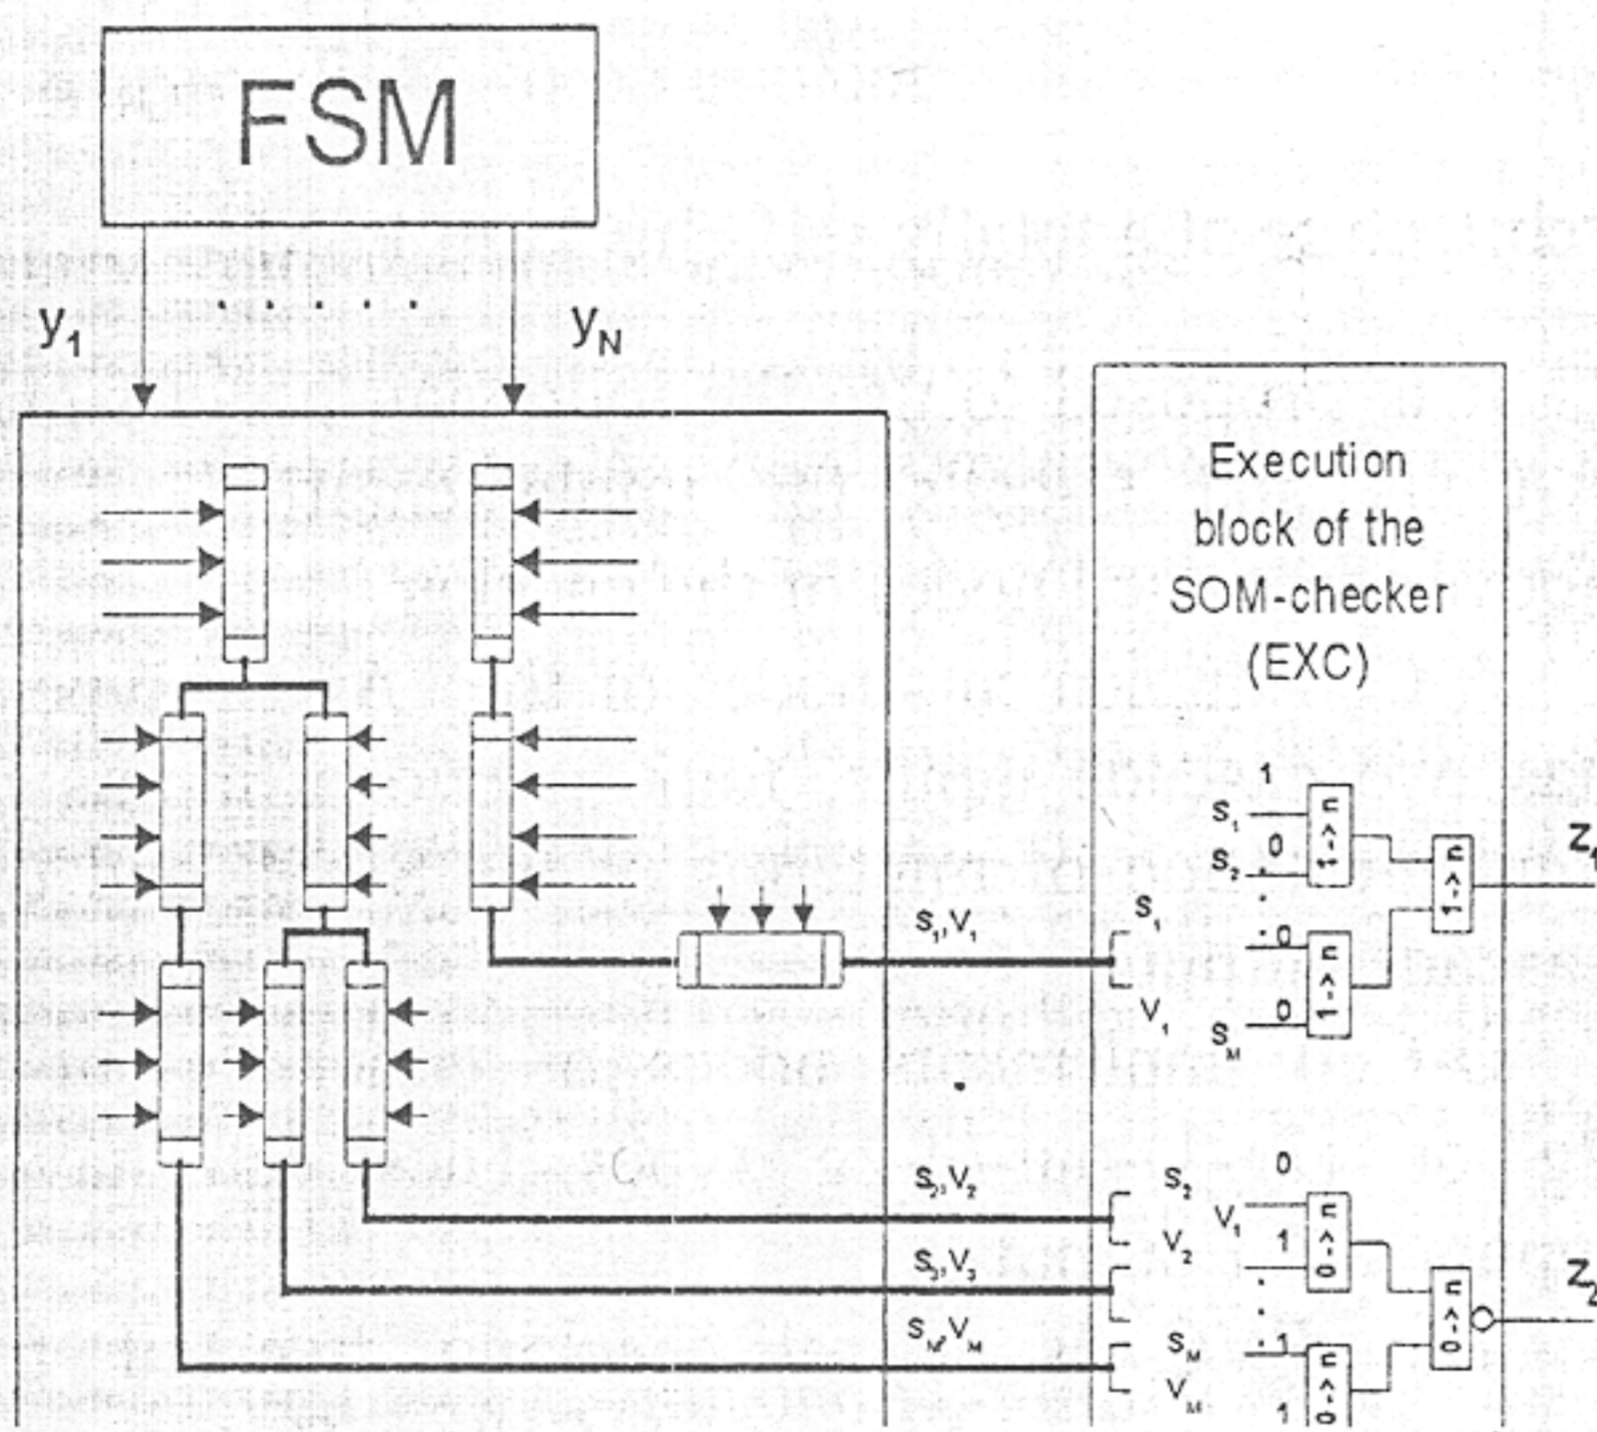 FSM
y1 . . . . . yN
Execution
block of the
SOM-checker
(EXC)
1
S1
0
S2
S1,V1
S1
0
V1
0
SM
z1
0
S2,V2
S2
V1
V2
1
S3,V3
SM,VM
SM
1
VM
1